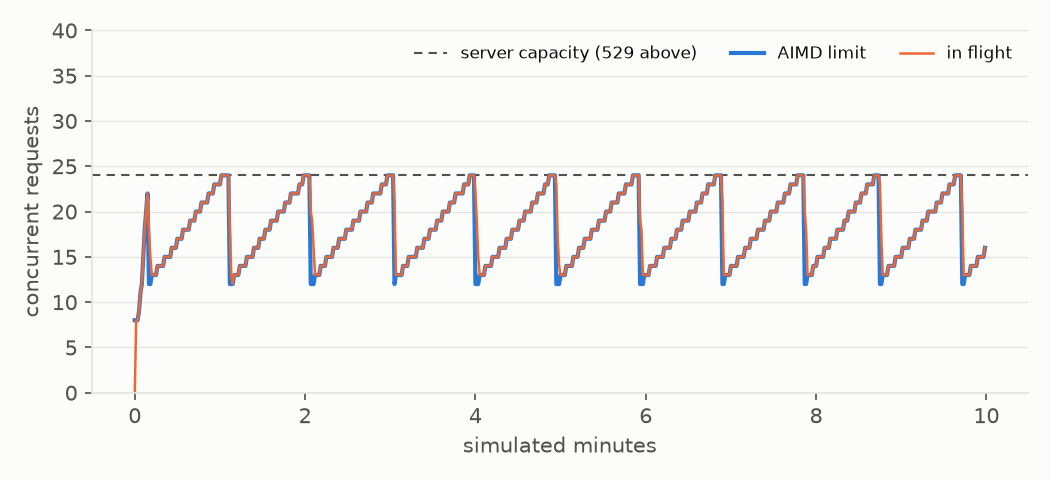 40
35
30
25
20
15
10
5
0
concurrent requests
server capacity (529 above)
AIMD limit
in flight
0 2 4 6 8 10
simulated minutes